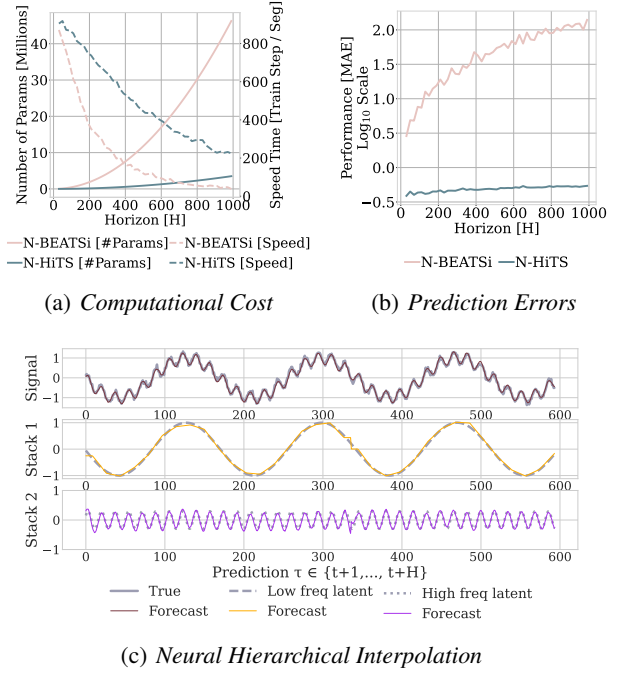 Number of Params [Millions]
40
30
20
10
0
800
600
400
200
0
Speed Time [Train Step / Seg]
0
200
400
600
800
1000
Horizon [H]
N-BEATSi [#Params]
N-BEATSi [Speed]
N-HiTS [#Params]
N-HiTS [Speed]
(a) Computational Cost
Performance [MAE]
Log₁₀ Scale
2.0
1.5
1.0
0.5
0.0
−0.5
0
200
400
600
800
1000
Horizon [H]
N-BEATSi
N-HiTS
(b) Prediction Errors
Signal
1
0
−1
0
100
200
300
400
500
600
Stack 1
1
0
−1
0
100
200
300
400
500
600
Stack 2
1
0
−1
0
100
200
300
400
500
600
Prediction τ ∈ {t+1,..., t+H}
True
Low freq latent
High freq latent
Forecast
Forecast
Forecast
(c) Neural Hierarchical Interpolation